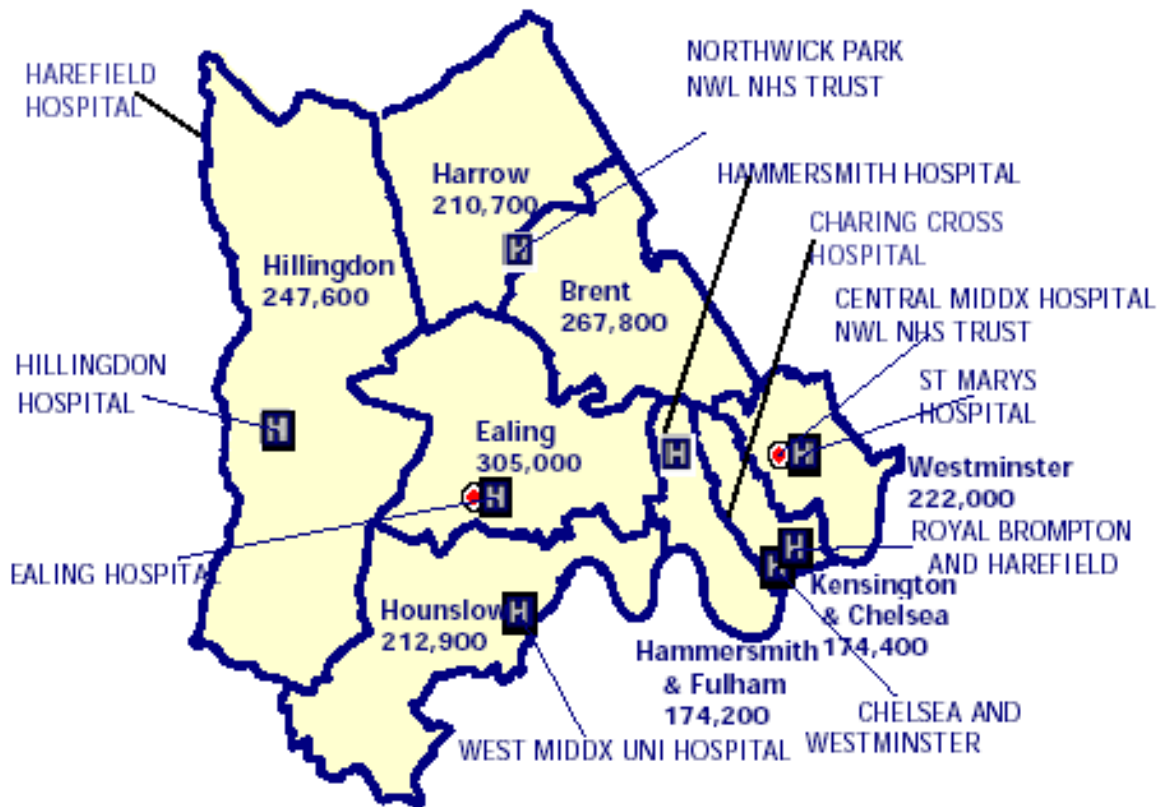 NORTHWICK PARK
NWL NHS TRUST
HAREFIELD
HOSPITAL
HAMMERSMITH HOSPITAL
Harrow
210,700
CHARING CROSS
HOSPITAL
H
Hillingdon
247,600
Brent
267,800
CENTRAL MIDDX HOSPITAL
NWL NHS TRUST
HILLINGDON
HOSPITAL
ST MARYS
HOSPITAL
H
Ealing
305,000
H
H
Westminster
222,000
H
ROYAL BROMPTON
AND HAREFIELD
H
H
EALING HOSPITAL
Kensington
& Chelsea
174,400
Hounslow
212,900
H
Hammersmith
& Fulham
174,200
CHELSEA AND
WESTMINSTER
WEST MIDDX UNI HOSPITAL